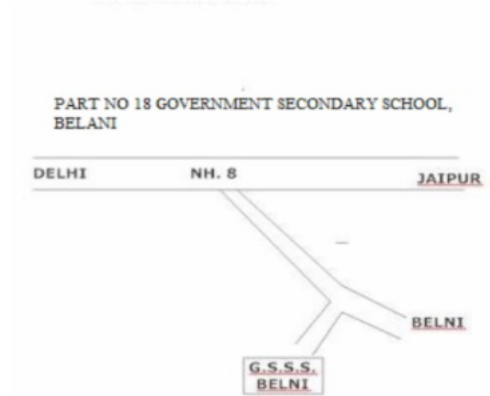 PART NO 18 GOVERNMENT SECONDARY SCHOOL,
BELANI
DELHI NH. 8 JAIPUR
BELNI
G.S.S.S.
BELNI